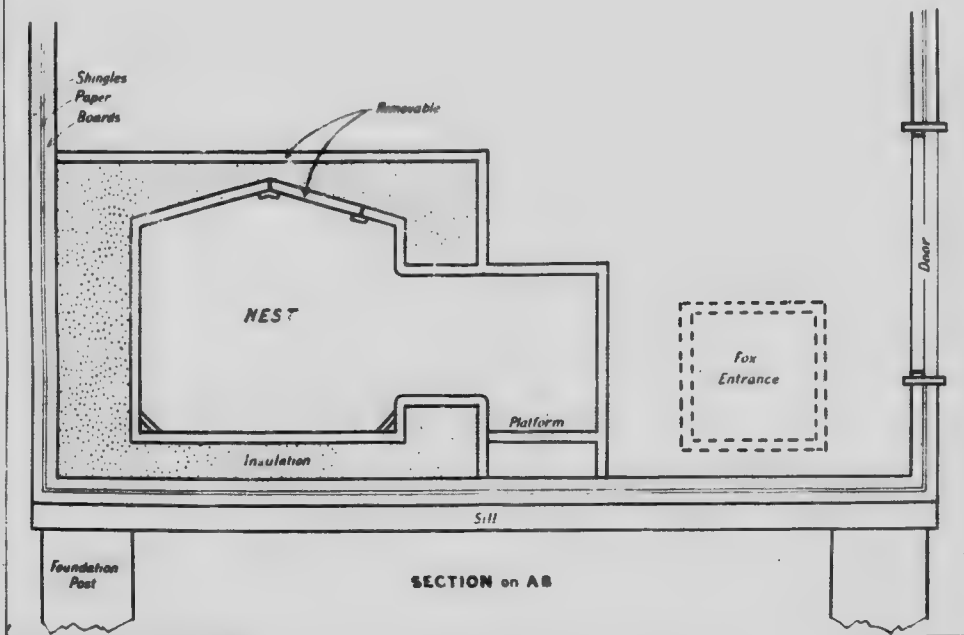 Shingles
Paper
Boards
Removable
NEST
Door
Fox
Entrance
Platform
Insulation
Sill
Foundation
Post
SECTION on AB